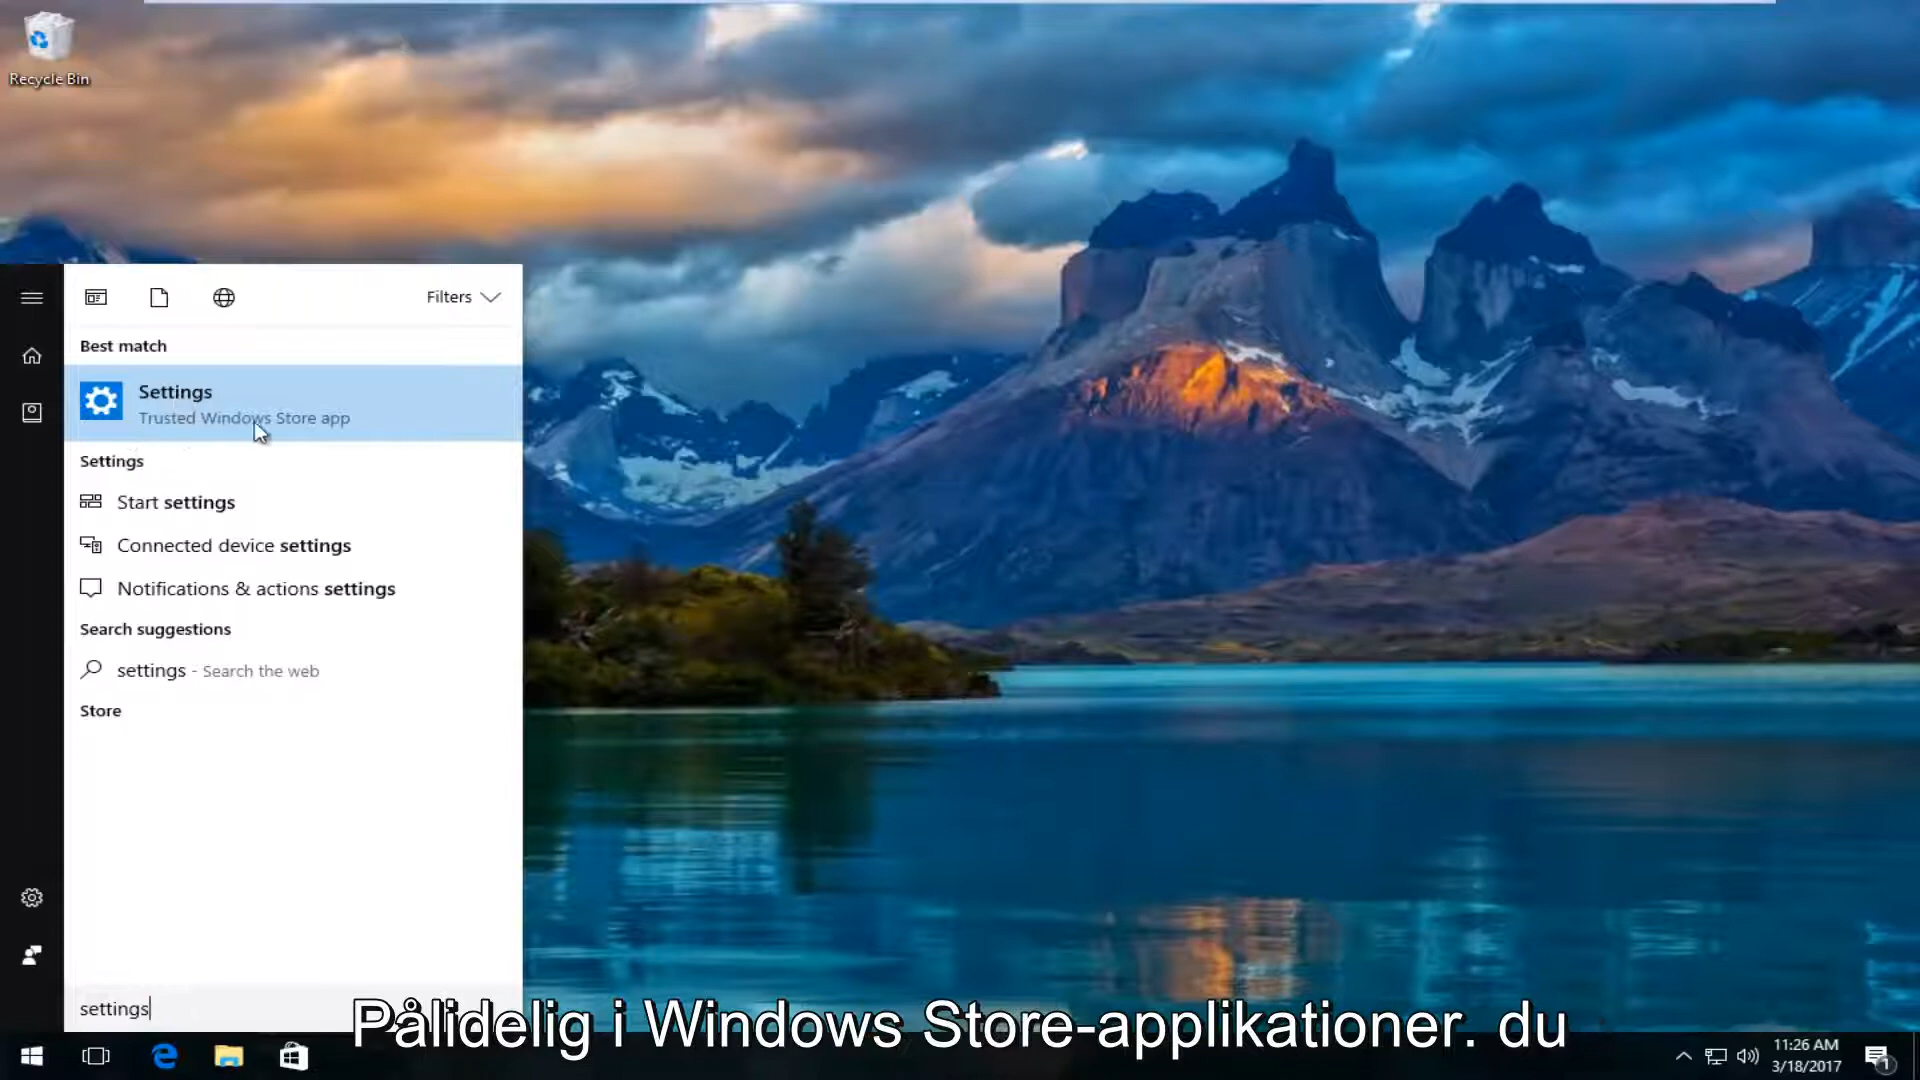 Recycle Bin
Filters
Best match
Settings
Trusted Windows Store app
Settings
Start settings
Connected device settings
Notifications & actions settings
Search suggestions
settings - Search the web
Store
settings
Pålidelig i Windows Store-applikationer. du
11:26 AM
3/18/2017
1